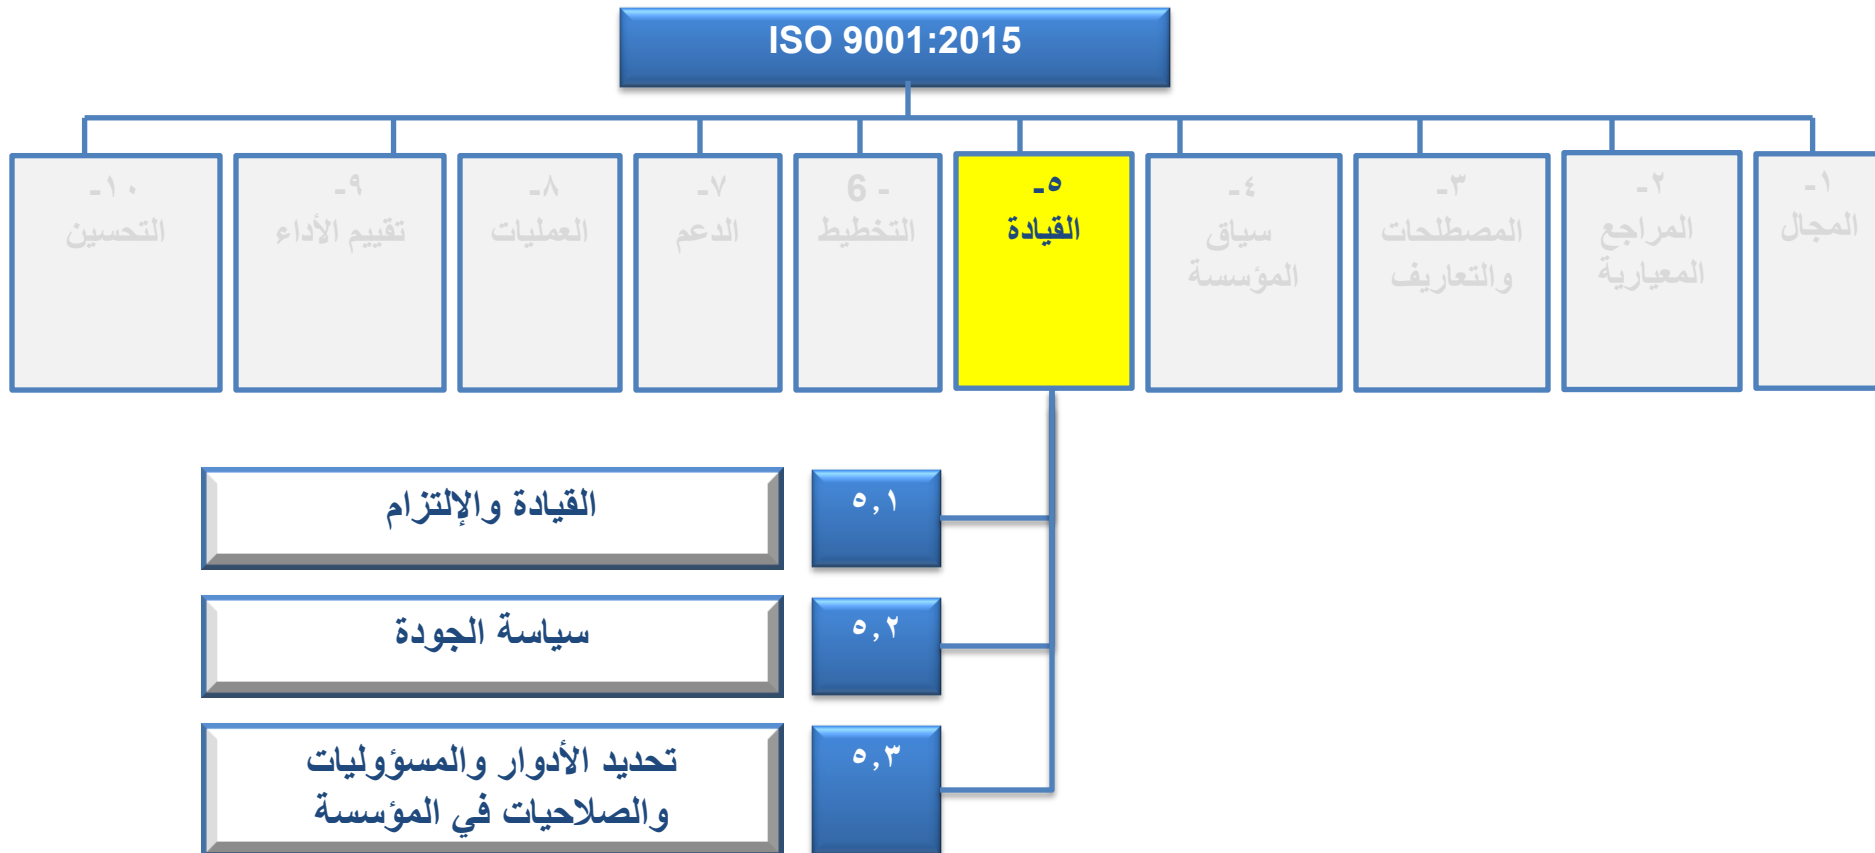 ISO 9001:2015
١-
المجال
٢-
المراجع
المعيارية
٣-
المصطلحات
والتعاريف
٤-
سياق
المؤسسة
٥-
القيادة
6 -
التخطيط
٧-
الدعم
٨-
العمليات
٩-
تقييم الأداء
١٠-
التحسين
٥,١
القيادة والإلتزام
٥,٢
سياسة الجودة
٥,٣
تحديد الأدوار والمسؤوليات
والصلاحيات في المؤسسة